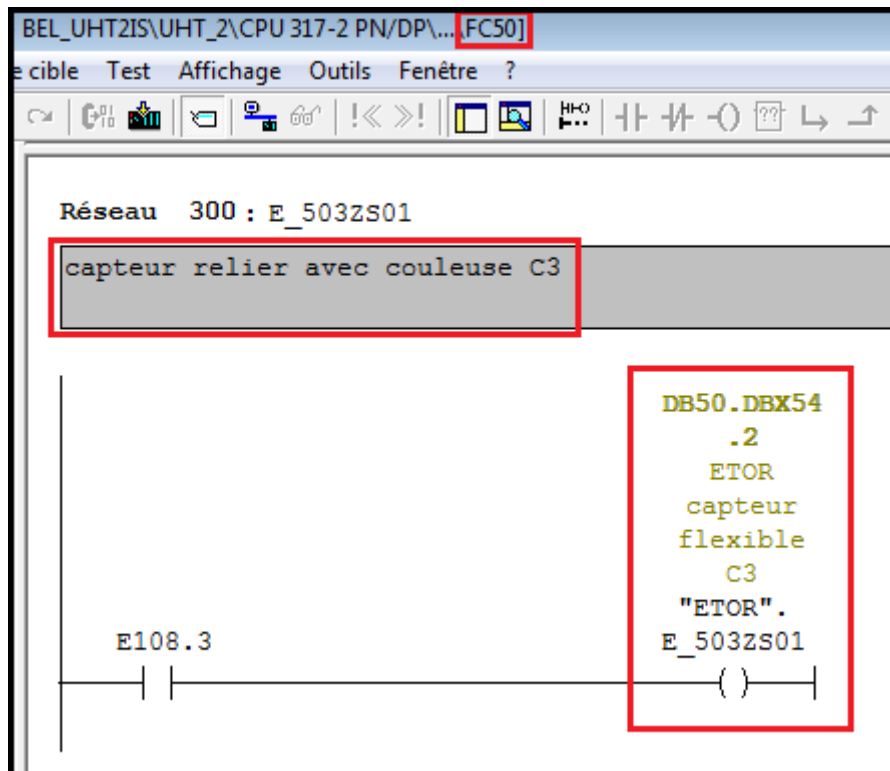 BEL_UHT2IS\UHT_2\CPU 317-2 PN/DP\...\FC50]
e cible Test Affichage Outils Fenêtre ?
Réseau 300 : E_503ZS01
capteur relier avec couleuse C3
DB50.DBX54
.2
ETOR
capteur
flexible
C3
"ETOR".
E108.3 E_503ZS01